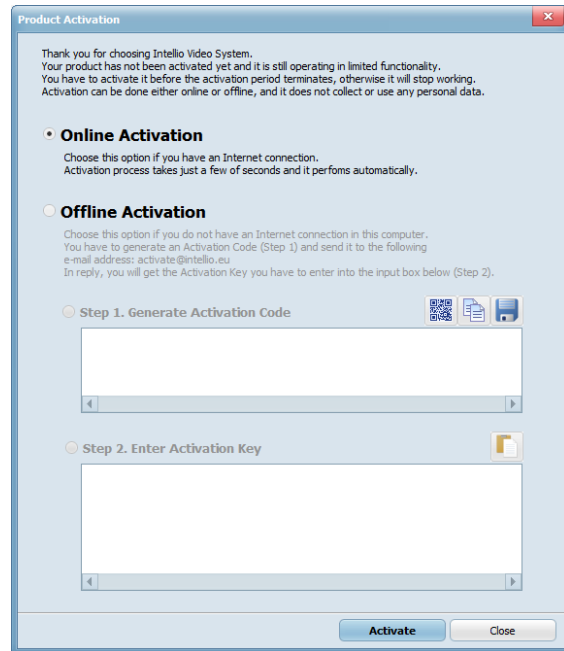 Product Activation
Thank you for choosing Intellio Video System.
Your product has not been activated yet and it is still operating in limited functionality.
You have to activate it before the activation period terminates, otherwise it will stop working.
Activation can be done either online or offline, and it does not collect or use any personal data.
Online Activation
Choose this option if you have an Internet connection.
Activation process takes just a few of seconds and it perfoms automatically.
Offline Activation
Choose this option if you do not have an Internet connection in this computer.
You have to generate an Activation Code (Step 1) and send it to the following
e-mail address: activate@intellio.eu
In reply, you will get the Activation Key you have to enter into the input box below (Step 2).
Step 1. Generate Activation Code
Step 2. Enter Activation Key
Activate
Close